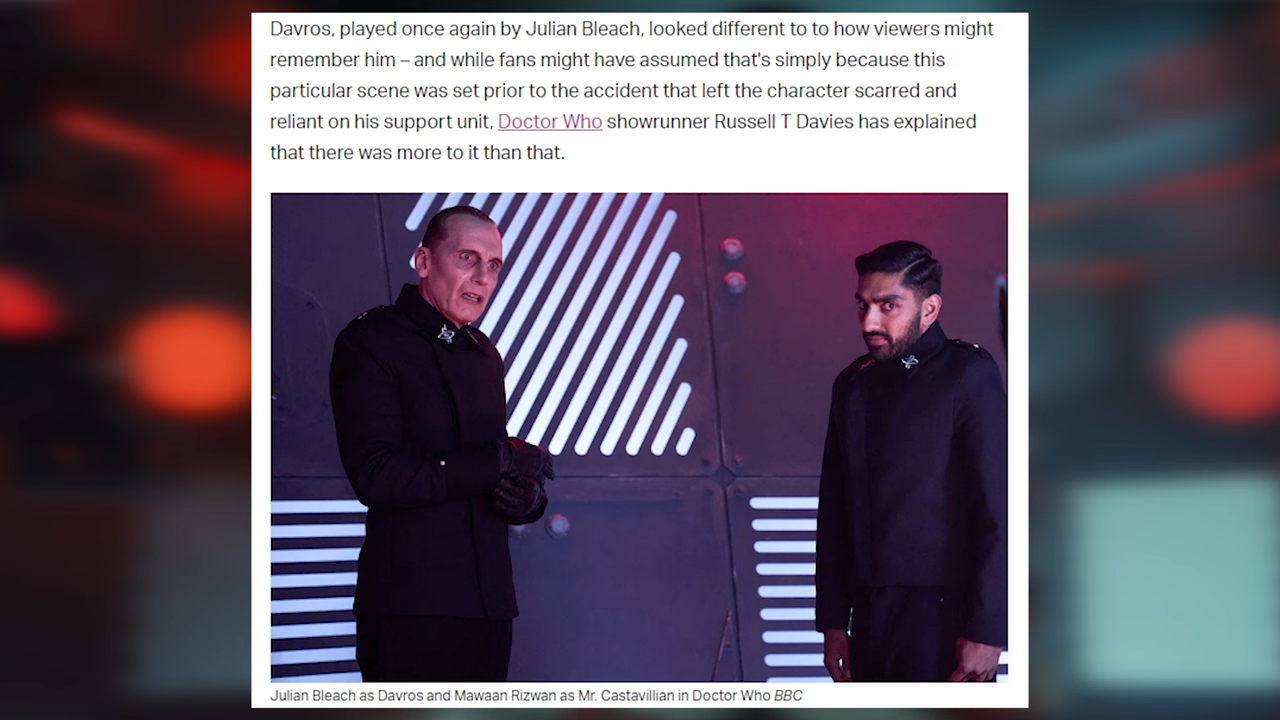 Davros, played once again by Julian Bleach, looked different to to how viewers might
remember him – and while fans might have assumed that's simply because this
particular scene was set prior to the accident that left the character scarred and
reliant on his support unit, Doctor Who showrunner Russell T Davies has explained
that there was more to it than that.
Julian Bleach as Davros and Mawaan Rizwan as Mr. Castavillian in Doctor Who BBC